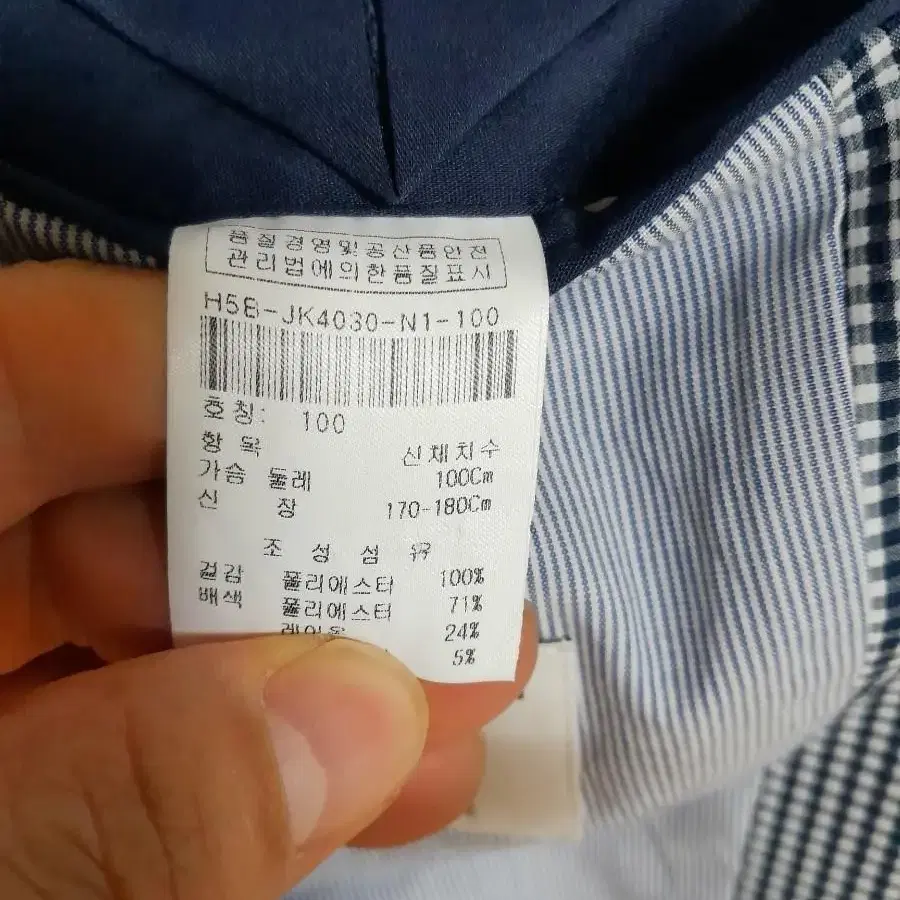 품질경영및공산품안전
관리법에의한품질표시
H5B-JK4030-N1-100
호칭: 100
항목 신체치수
가슴 둘레 100Cm
신 장 170-180Cm
조 성 섬 유
겉감 폴리에스터 100%
배색 폴리에스터 71%
24%
5%